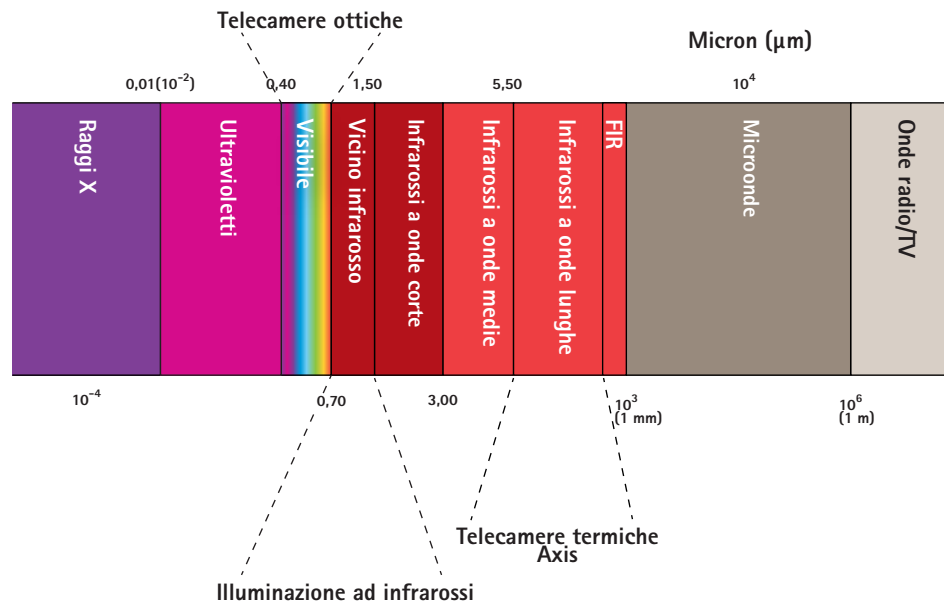 Telecamere ottiche
Micron (µm)
0,01(10⁻²)
0,40
1,50
5,50
10⁴
Raggi X
Ultravioletti
Visibile
Vicino infrarosso
Infrarossi a onde corte
Infrarossi a onde medie
Infrarossi a onde lunghe
FIR
Microonde
Onde radio/TV
10⁻⁴
0,70
3,00
10³
(1 mm)
10⁶
(1 m)
Telecamere termiche
Axis
Illuminazione ad infrarossi